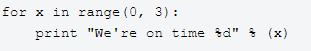 for x in range(0, 3):
    print "We're on time %d" % (x)